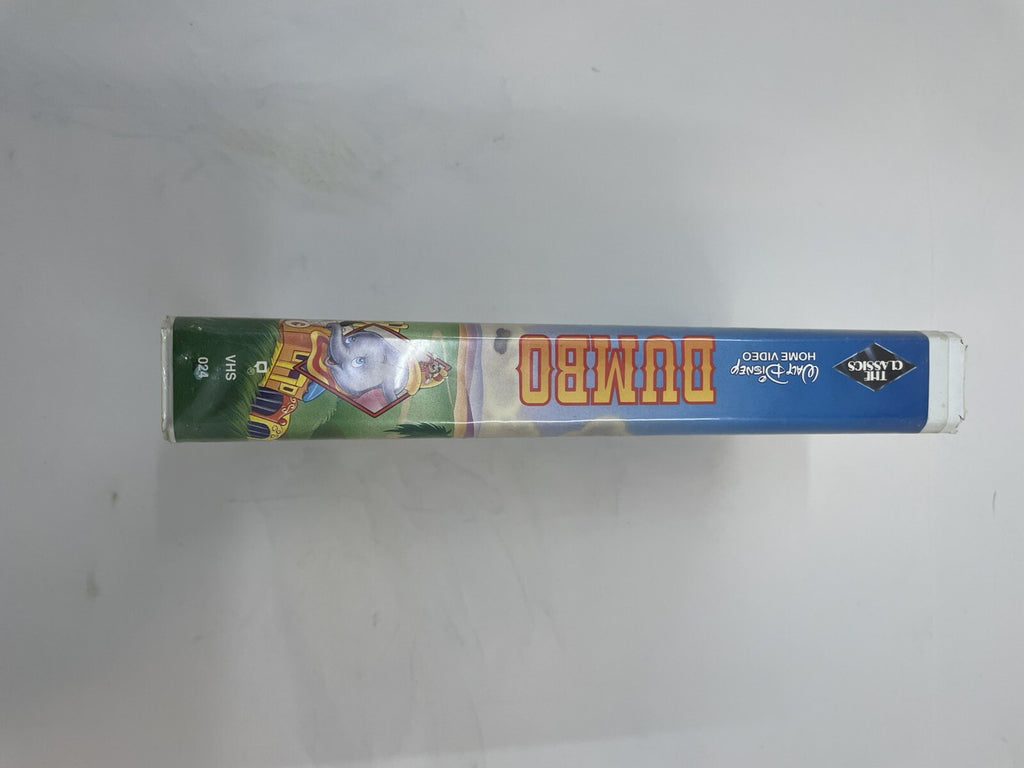 THE
CLASSICS
WALT DISNEY
HOME VIDEO
DUMBO
VHS
024